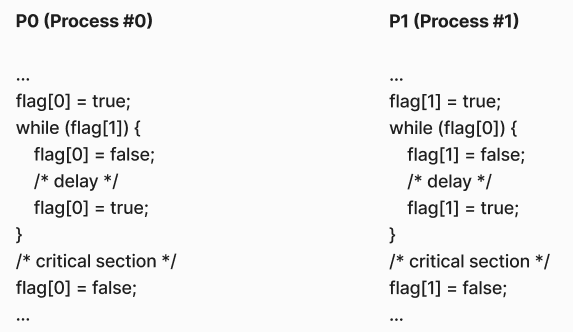 P0 (Process #0)
...
flag[0] = true;
while (flag[1]) {
flag[0] = false;
/* delay */
flag[0] = true;
}
/* critical section */
flag[0] = false;
...
P1 (Process #1)
...
flag[1] = true;
while (flag[0]) {
flag[1] = false;
/* delay */
flag[1] = true;
}
/* critical section */
flag[1] = false;
...